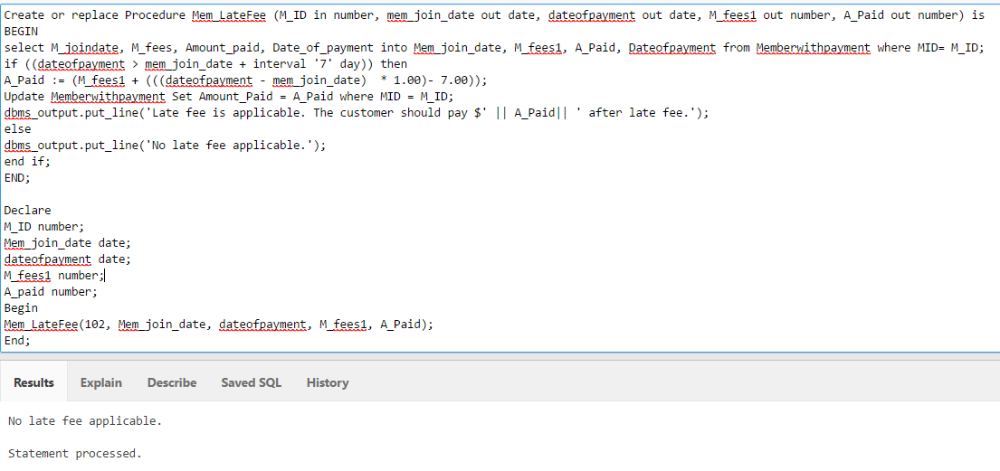 Create or replace Procedure Mem_LateFee (M_ID in number, mem_join_date out date, dateofpayment out date, M_fees1 out number, A_Paid out number) is
BEGIN
select M_joindate, M_fees, Amount_paid, Date_of_payment into Mem_join_date, M_fees1, A_Paid, Dateofpayment from Memberwithpayment where MID= M_ID;
if ((dateofpayment > mem_join_date + interval '7' day)) then
A_Paid := (M_fees1 + (((dateofpayment - mem_join_date)  * 1.00)- 7.00));
Update Memberwithpayment Set Amount_Paid = A_Paid where MID = M_ID;
dbms_output.put_line('Late fee is applicable. The customer should pay $' || A_Paid|| ' after late fee.');
else
dbms_output.put_line('No late fee applicable.');
end if;
END;
Declare
M_ID number;
Mem_join_date date;
dateofpayment date;
M_fees1 number;
A_paid number;
Begin
Mem_LateFee(102, Mem_join_date, dateofpayment, M_fees1, A_Paid);
End;
Results Explain Describe Saved SQL History
No late fee applicable.
Statement processed.